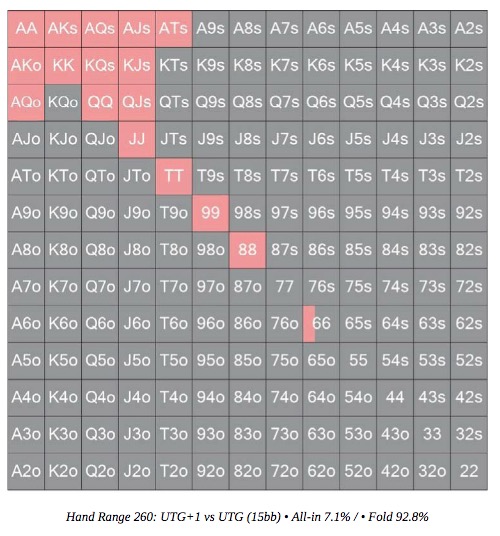 AA AKs AQs AJs ATs A9s A8s A7s A6s A5s A4s A3s A2s
AKo KK KQs KJs KTs K9s K8s K7s K6s K5s K4s K3s K2s
AQo KQo QQ QJs QTs Q9s Q8s Q7s Q6s Q5s Q4s Q3s Q2s
AJo KJo QJo JJ JTs J9s J8s J7s J6s J5s J4s J3s J2s
ATo KTo QTo JTo TT T9s T8s T7s T6s T5s T4s T3s T2s
A9o K9o Q9o J9o T9o 99 98s 97s 96s 95s 94s 93s 92s
A8o K8o Q8o J8o T8o 98o 88 87s 86s 85s 84s 83s 82s
A7o K7o Q7o J7o T7o 97o 87o 77 76s 75s 74s 73s 72s
A6o K6o Q6o J6o T6o 96o 86o 76o 66 65s 64s 63s 62s
A5o K5o Q5o J5o T5o 95o 85o 75o 65o 55 54s 53s 52s
A4o K4o Q4o J4o T4o 94o 84o 74o 64o 54o 44 43s 42s
A3o K3o Q3o J3o T3o 93o 83o 73o 63o 53o 43o 33 32s
A2o K2o Q2o J2o T2o 92o 82o 72o 62o 52o 42o 32o 22
Hand Range 260: UTG+1 vs UTG (15bb) • All-in 7.1% / • Fold 92.8%